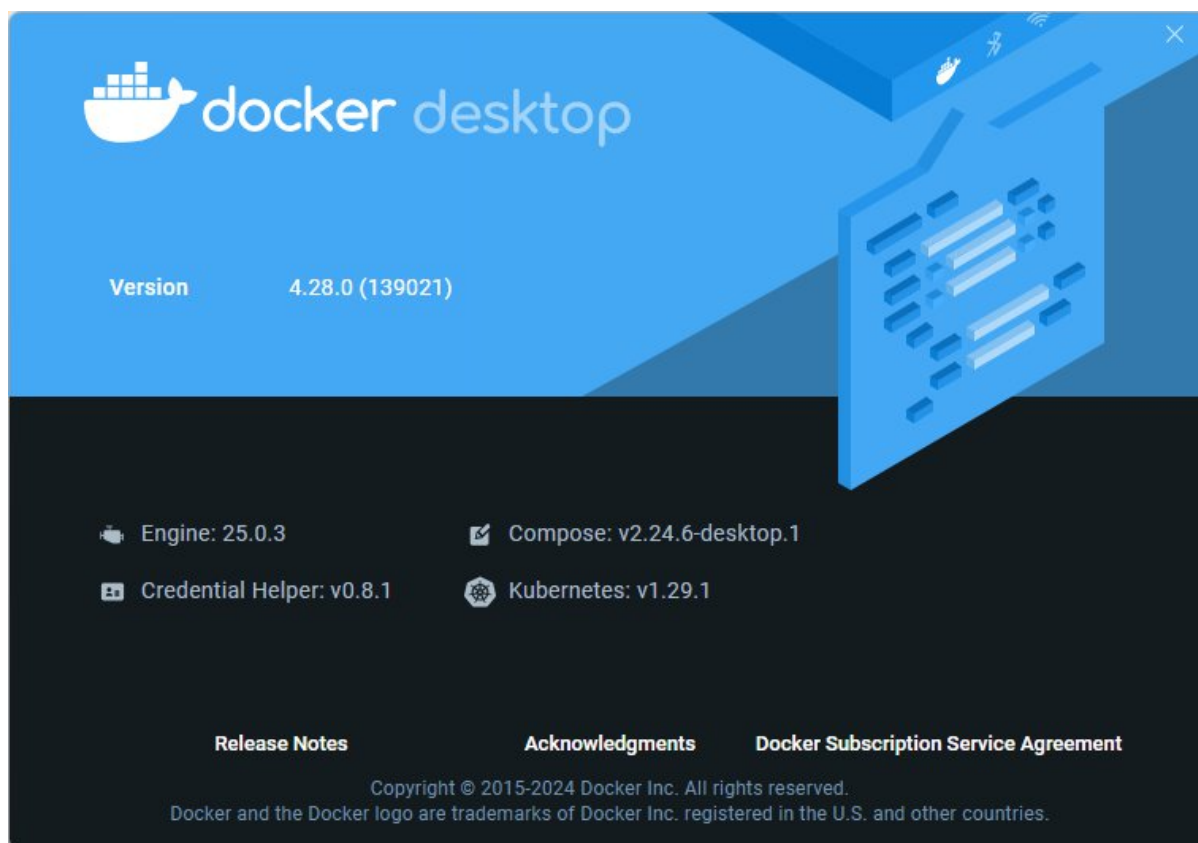 docker desktop
Version 4.28.0 (139021)
Engine: 25.0.3 Compose: v2.24.6-desktop.1
Credential Helper: v0.8.1 Kubernetes: v1.29.1
Release Notes Acknowledgments Docker Subscription Service Agreement
Copyright © 2015-2024 Docker Inc. All rights reserved.
Docker and the Docker logo are trademarks of Docker Inc. registered in the U.S. and other countries.